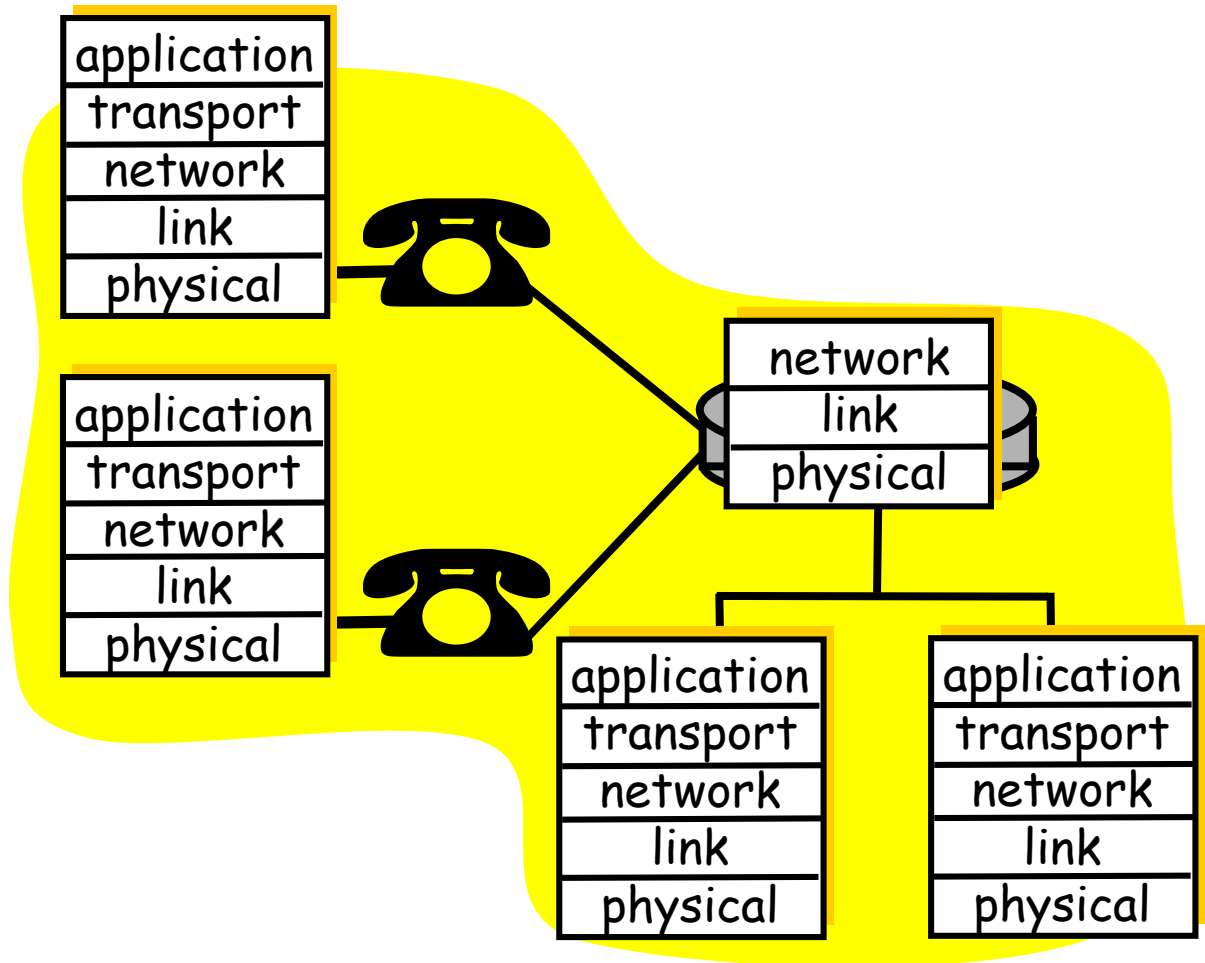 application
transport
network
link
physical
application
transport
network
link
physical
network
link
physical
application
transport
network
link
physical
application
transport
network
link
physical